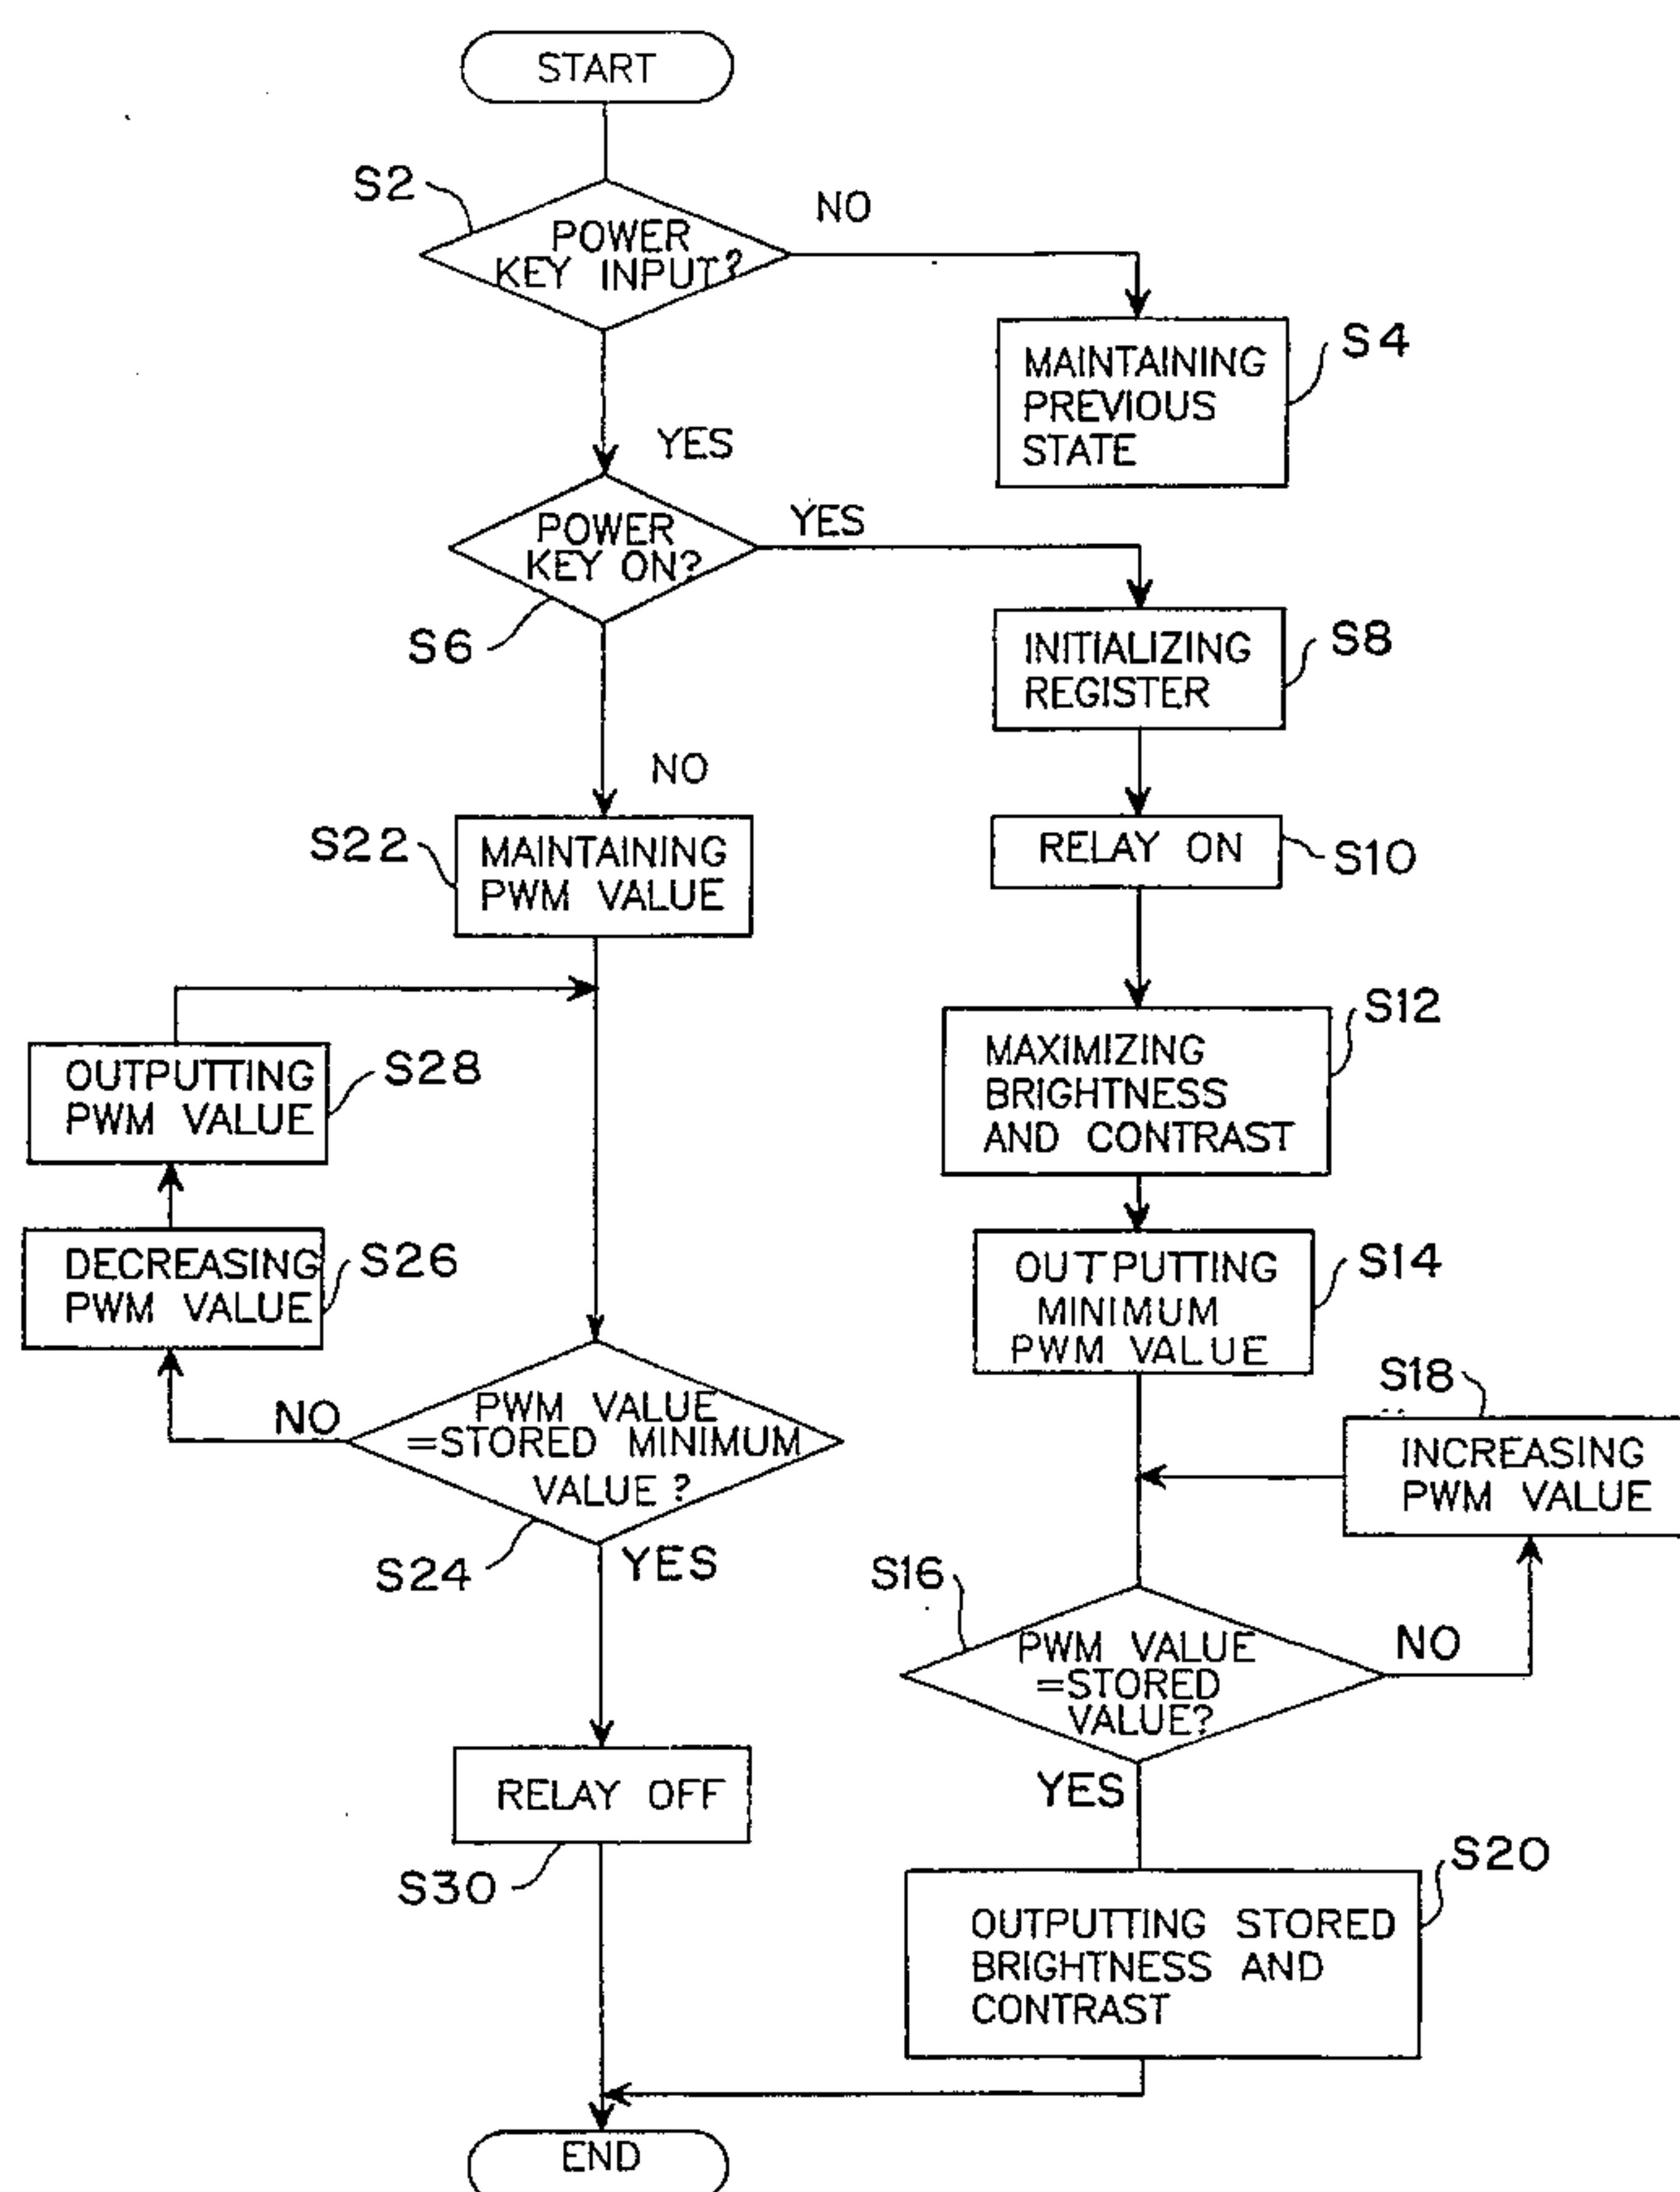 START
S2
POWER
KEY INPUT?
NO
MAINTAINING
PREVIOUS
STATE
S4
YES
POWER
KEY ON?
YES
S6
INITIALIZING
REGISTER
S8
NO
S22
MAINTAINING
PWM VALUE
RELAY ON
S10
OUTPUTTING
PWM VALUE
S28
MAXIMIZING
BRIGHTNESS
AND CONTRAST
S12
DECREASING
PWM VALUE
S26
OUTPUTTING
MINIMUM
PWM VALUE
S14
NO
PWM VALUE
=STORED MINIMUM
VALUE ?
S24
YES
S18
INCREASING
PWM VALUE
S16
PWM VALUE
=STORED
VALUE?
NO
YES
RELAY OFF
S30
S20
OUTPUTTING STORED
BRIGHTNESS AND
CONTRAST
END